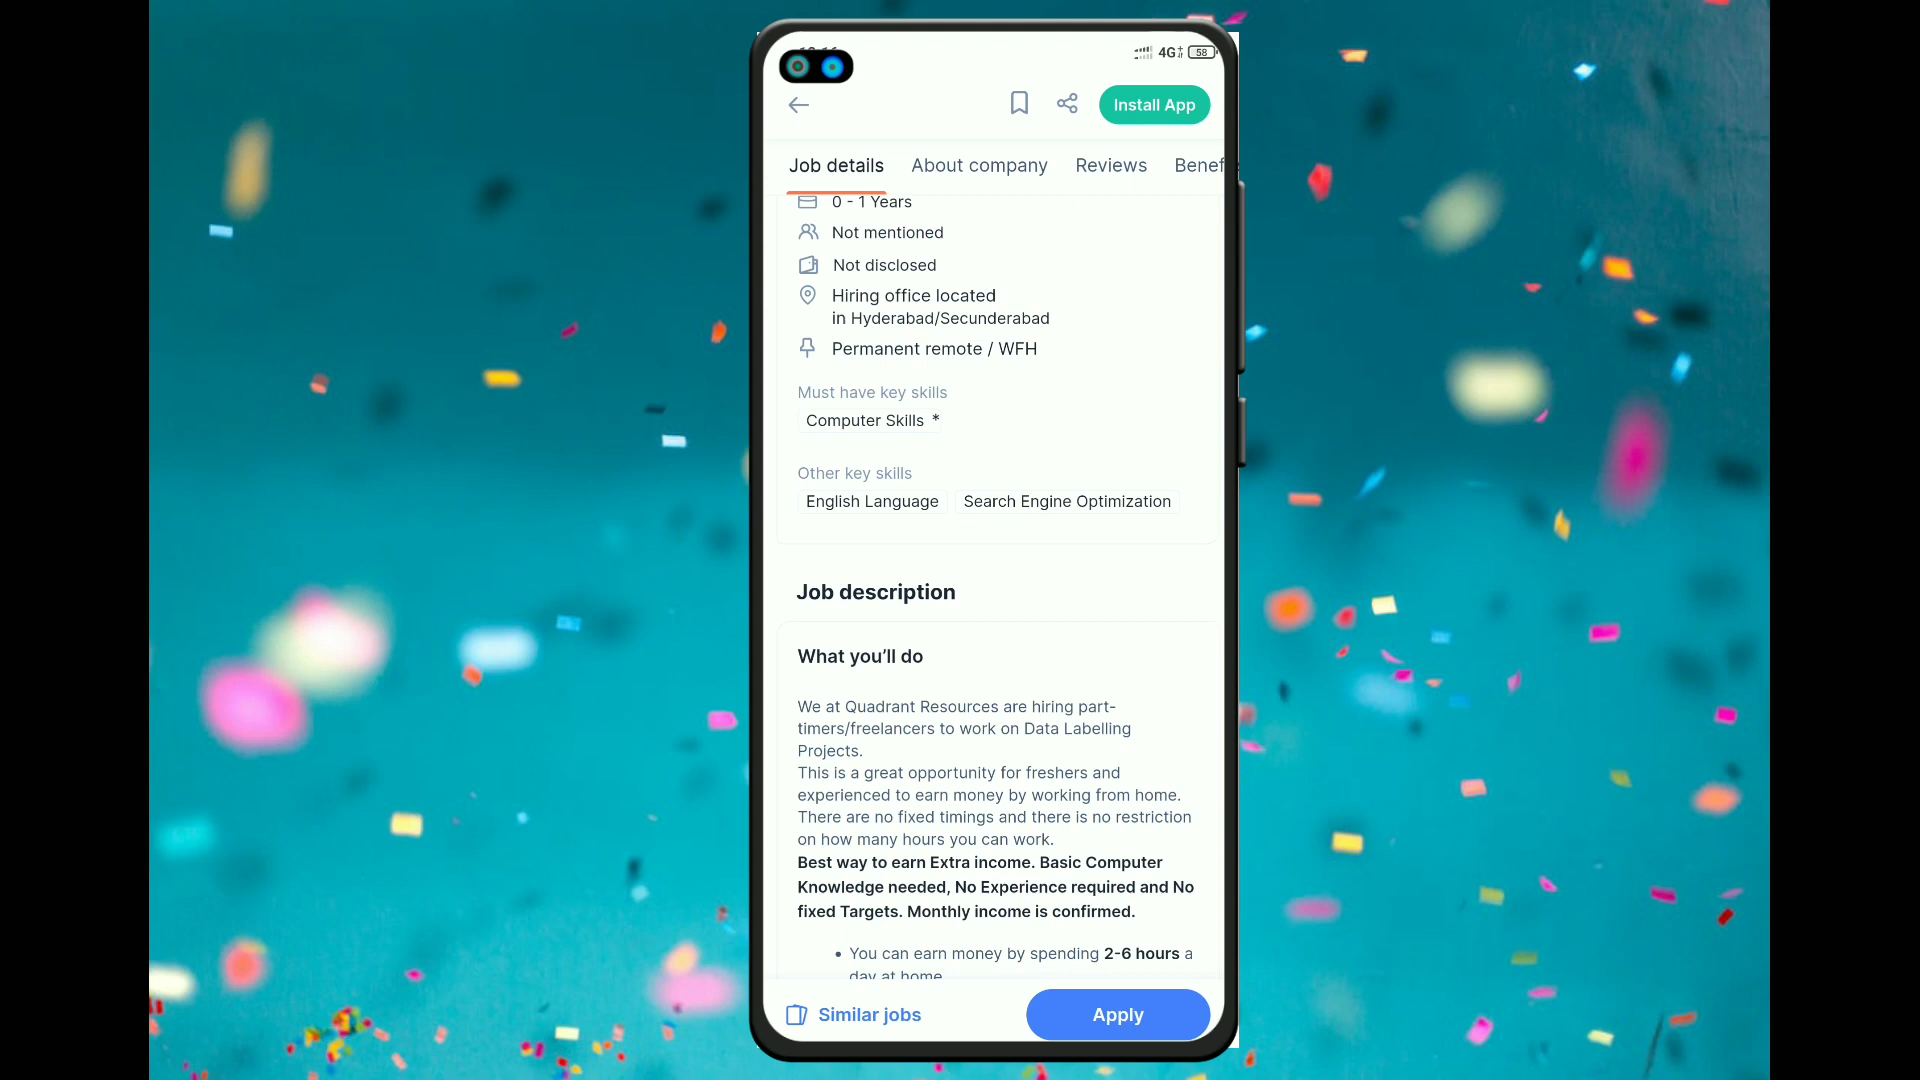 4G+
58
Install App
Job details
About company
Reviews
0 - 1 Years
Not mentioned
Not disclosed
Hiring office located
in Hyderabad/Secunderabad
Permanent remote / WFH
Must have key skills
Computer Skills *
Other key skills
English Language
Search Engine Optimization
Job description
What you’ll do
We at Quadrant Resources are hiring part-
timers/freelancers to work on Data Labelling
Projects.
This is a great opportunity for freshers and
experienced to earn money by working from home.
There are no fixed timings and there is no restriction
on how many hours you can work.
Best way to earn Extra income. Basic Computer
Knowledge needed, No Experience required and No
fixed Targets. Monthly income is confirmed.
• You can earn money by spending 2-6 hours a
day at home
Similar jobs
Apply